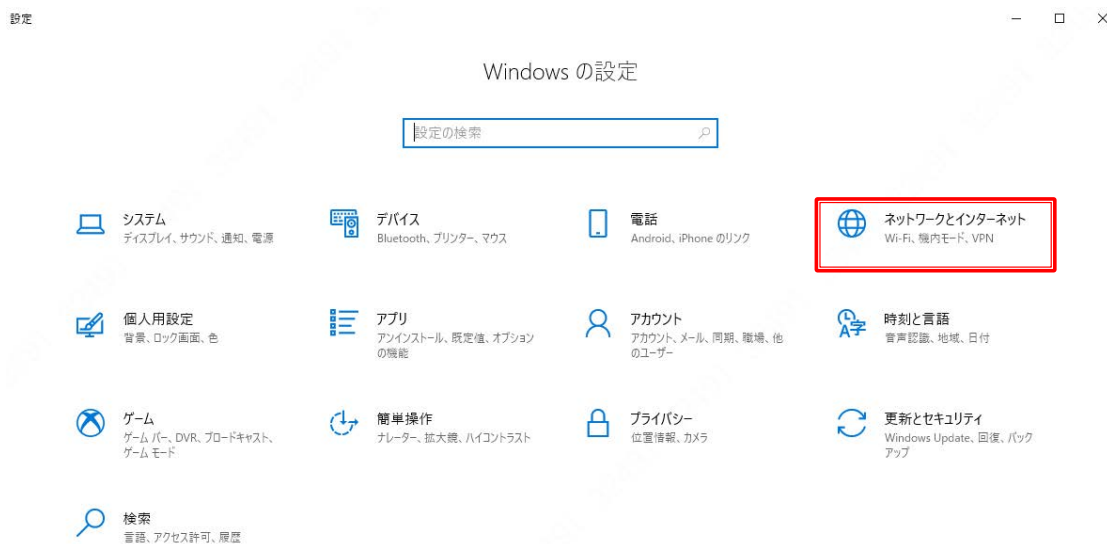 設定
Windows の設定
設定の検索
システム
ディスプレイ、サウンド、通知、電源
デバイス
Bluetooth、プリンター、マウス
電話
Android、iPhone のリンク
ネットワークとインターネット
Wi-Fi、機内モード、VPN
個人用設定
背景、ロック画面、色
アプリ
アンインストール、既定値、オプション
の機能
アカウント
アカウント、メール、同期、職場、他
のユーザー
時刻と言語
音声認識、地域、日付
ゲーム
ゲーム バー、DVR、ブロードキャスト、
ゲーム モード
簡単操作
ナレーター、拡大鏡、ハイコントラスト
プライバシー
位置情報、カメラ
更新とセキュリティ
Windows Update、回復、バック
アップ
検索
言語、アクセス許可、履歴